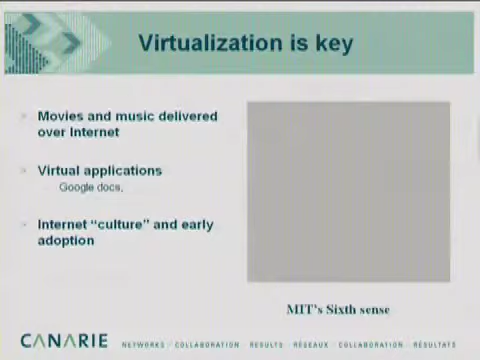 Virtualization is key
Movies and music delivered
over Internet
Virtual applications
Google docs,
Internet “culture” and early
adoption
MIT's Sixth sense
CANARIE NETWORKS / COLLABORATION / RESULTS / RÉSEAUX / COLLABORATION / RÉSULTATS